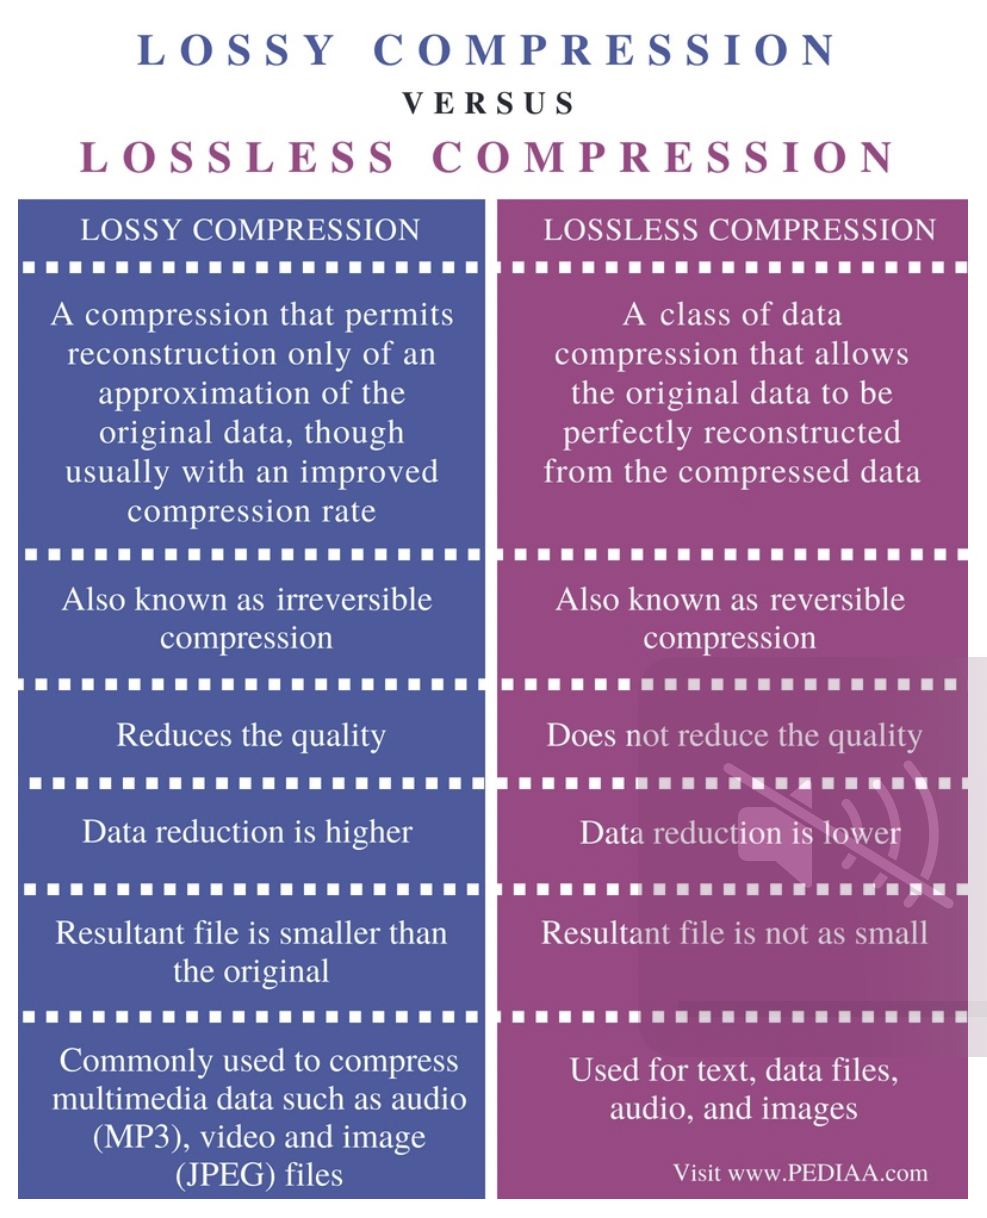 LOSSY COMPRESSION
VERSUS
LOSSLESS COMPRESSION
LOSSY COMPRESSION
A compression that permits
reconstruction only of an
approximation of the
original data, though
usually with an improved
compression rate
Also known as irreversible
compression
Reduces the quality
Data reduction is higher
Resultant file is smaller than
the original
Commonly used to compress
multimedia data such as audio
(MP3), video and image
(JPEG) files
LOSSLESS COMPRESSION
A class of data
compression that allows
the original data to be
perfectly reconstructed
from the compressed data
Also known as reversible
compression
Does not reduce the quality
Data reduction is lower
Resultant file is not as small
Used for text, data files,
audio, and images
Visit www.PEDIAA.com